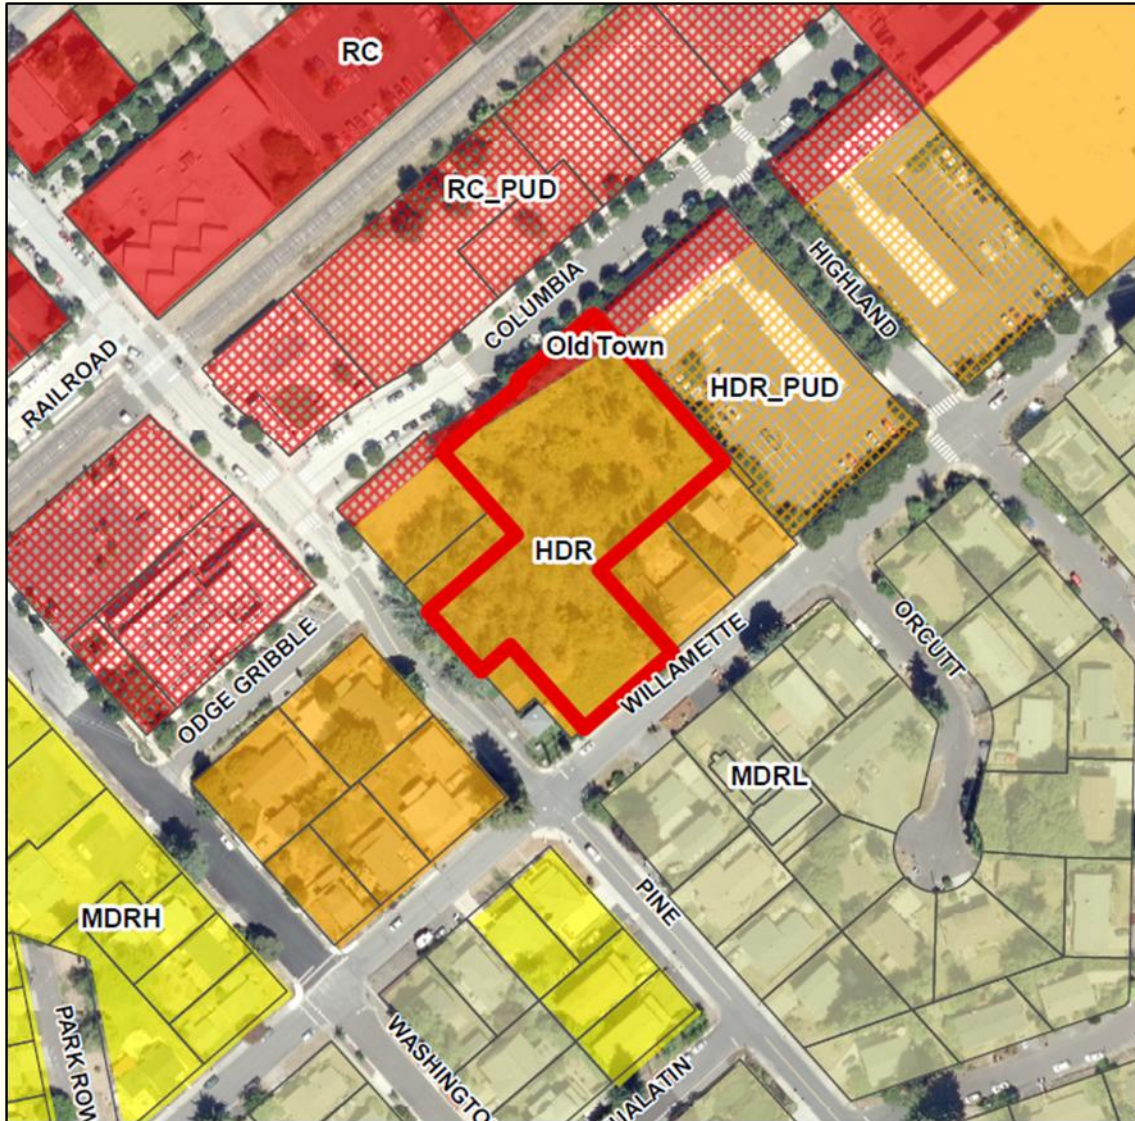 RC
RC_PUD
COLUMBIA
HIGHLAND
RAILROAD
Old Town
HDR_PUD
HDR
ORCUTT
ODGE GRIBBLE
WILLAMETTE
MDRL
PINE
MDRH
PARK ROW
WASHINGTO
UALATIN